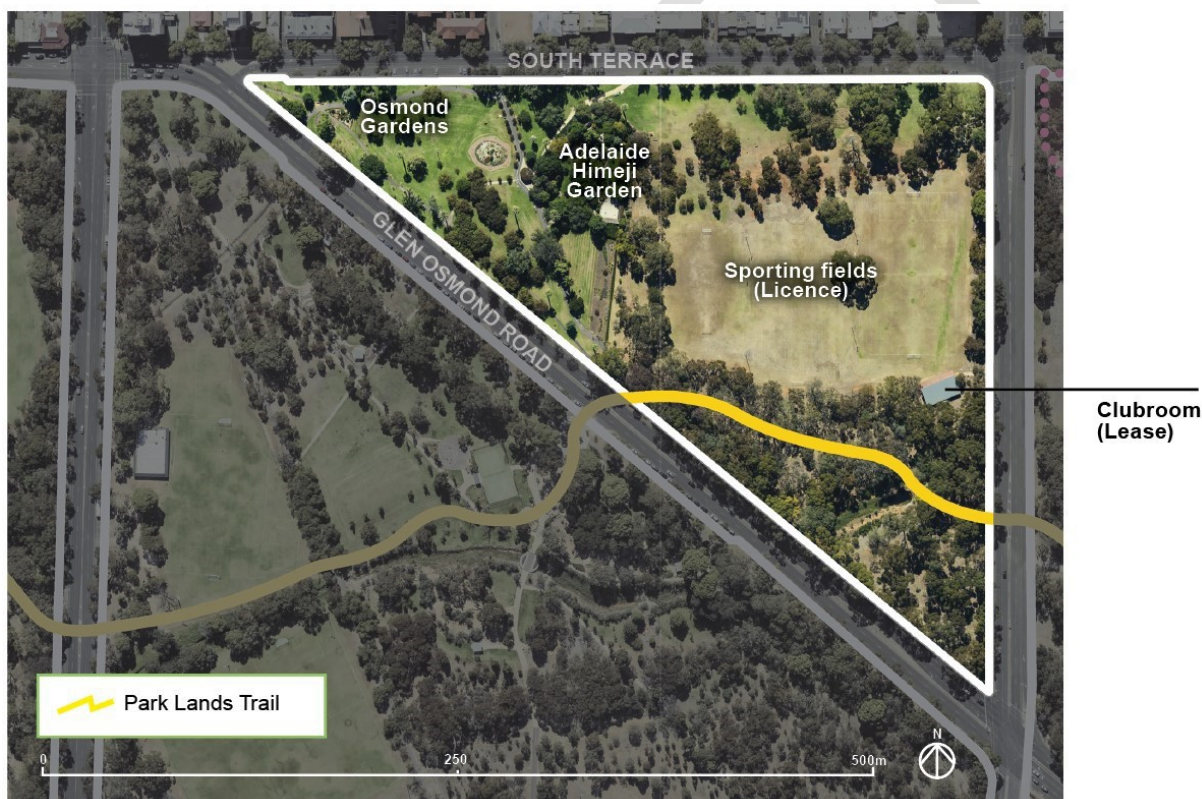 SOUTH TERRACE
Osmond
Gardens
Adelaide
Himeji
Garden
GLEN OSMOND ROAD
Sporting fields
(Licence)
Clubroom
(Lease)
Park Lands Trail
0
250
500m
N